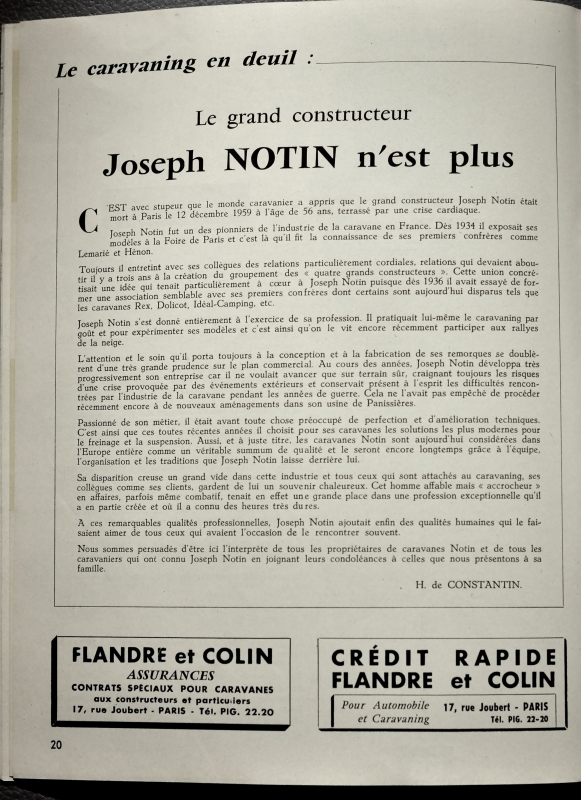 Le caravaning en deuil :
Le grand constructeur
Joseph NOTIN n'est plus
C'EST avec stupeur que le monde caravanier a appris que le grand constructeur Joseph Notin était
mort à Paris le 12 décembre 1959 à l'âge de 56 ans, terrassé par une crise cardiaque.
Joseph Notin fut un des pionniers de l'industrie de la caravane en France. Dès 1934 il exposait ses
modèles à la Foire de Paris et c'est là qu'il fit la connaissance de ses premiers confrères comme
Lemarié et Hénon.
Toujours il entretint avec ses collègues des relations particulièrement cordiales, relations qui devaient abou-
tir il y a trois ans à la création du groupement des « quatre grands constructeurs ». Cette union concré-
tisait une idée qui tenait particulièrement à cœur à Joseph Notin puisque dès 1936 il avait essayé de for-
mer une association semblable avec ses premiers confrères dont certains sont aujourd'hui disparus tels que
les caravanes Rex, Dolicot, Idéal-Camping, etc.
Joseph Notin s'est donné entièrement à l'exercice de sa profession. Il pratiquait lui-même le caravaning par
goût et pour expérimenter ses modèles et c'est ainsi qu'on le vit encore récemment participer aux rallyes
de la neige.
L'attention et le soin qu'il porta toujours à la conception et à la fabrication de ses remorques se doublè-
rent d'une très grande prudence sur le plan commercial. Au cours des années, Joseph Notin développa très
progressivement son entreprise car il ne voulait avancer que sur terrain sûr, craignant toujours les risques
d'une crise provoquée par des événements extérieurs et conservait présent à l'esprit les difficultés rencon-
trées par l'industrie de la caravane pendant les années de guerre. Cela ne l'avait pas empêché de procéder
récemment encore à de nouveaux aménagements dans son usine de Panissières.
Passionné de son métier, il était avant toute chose préoccupé de perfection et d'amélioration techniques.
C'est ainsi que ces toutes récentes années il choisit pour ses caravanes les solutions les plus modernes pour
le freinage et la suspension. Aussi, et à juste titre, les caravanes Notin sont aujourd'hui considérées dans
l'Europe entière comme un véritable summum de qualité et le seront encore longtemps grâce à l'équipe,
l'organisation et les traditions que Joseph Notin laisse derrière lui.
Sa disparition creuse un grand vide dans cette industrie et tous ceux qui sont attachés au caravaning, ses
collègues comme ses clients, gardent de lui un souvenir chaleureux. Cet homme affable mais « accrocheur »
en affaires, parfois même combatif, tenait en effet une grande place dans une profession exceptionnelle qu'il
a en partie créée et où il a connu des heures très dures.
A ces remarquables qualités professionnelles, Joseph Notin ajoutait enfin des qualités humaines qui le fai-
saient aimer de tous ceux qui avaient l'occasion de le rencontrer souvent.
Nous sommes persuadés d'être ici l'interprète de tous les propriétaires de caravanes Notin et de tous les
caravaniers qui ont connu Joseph Notin en joignant leurs condoléances à celles que nous présentons à sa
famille.
H. de CONSTANTIN.
FLANDRE et COLIN
ASSURANCES
CONTRATS SPÉCIAUX POUR CARAVANES
aux constructeurs et particuliers
17, rue Joubert - PARIS - Tél. PIG. 22.20
CRÉDIT RAPIDE
FLANDRE et COLIN
Pour Automobile
et Caravaning
17, rue Joubert - PARIS
Tél. PIG. 22-20
20